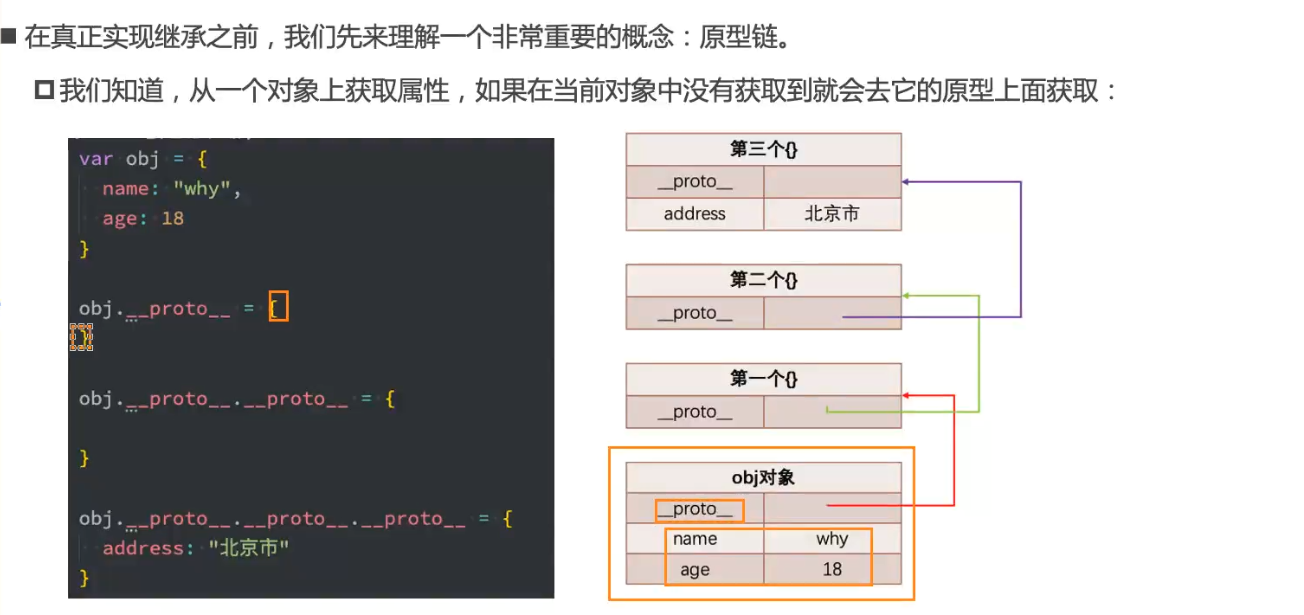 在真正实现继承之前，我们先来理解一个非常重要的概念：原型链。
我们知道，从一个对象上获取属性，如果在当前对象中没有获取到就会去它的原型上面获取：
var obj = {
name: "why",
age: 18
}
obj.__proto__ = {
}
obj.__proto__.__proto__ = {
}
obj.__proto__.__proto__.__proto__ = {
address: "北京市"
}
第三个{}
__proto__
address 北京市
第二个{}
__proto__
第一个{}
__proto__
obj对象
__proto__
name why
age 18